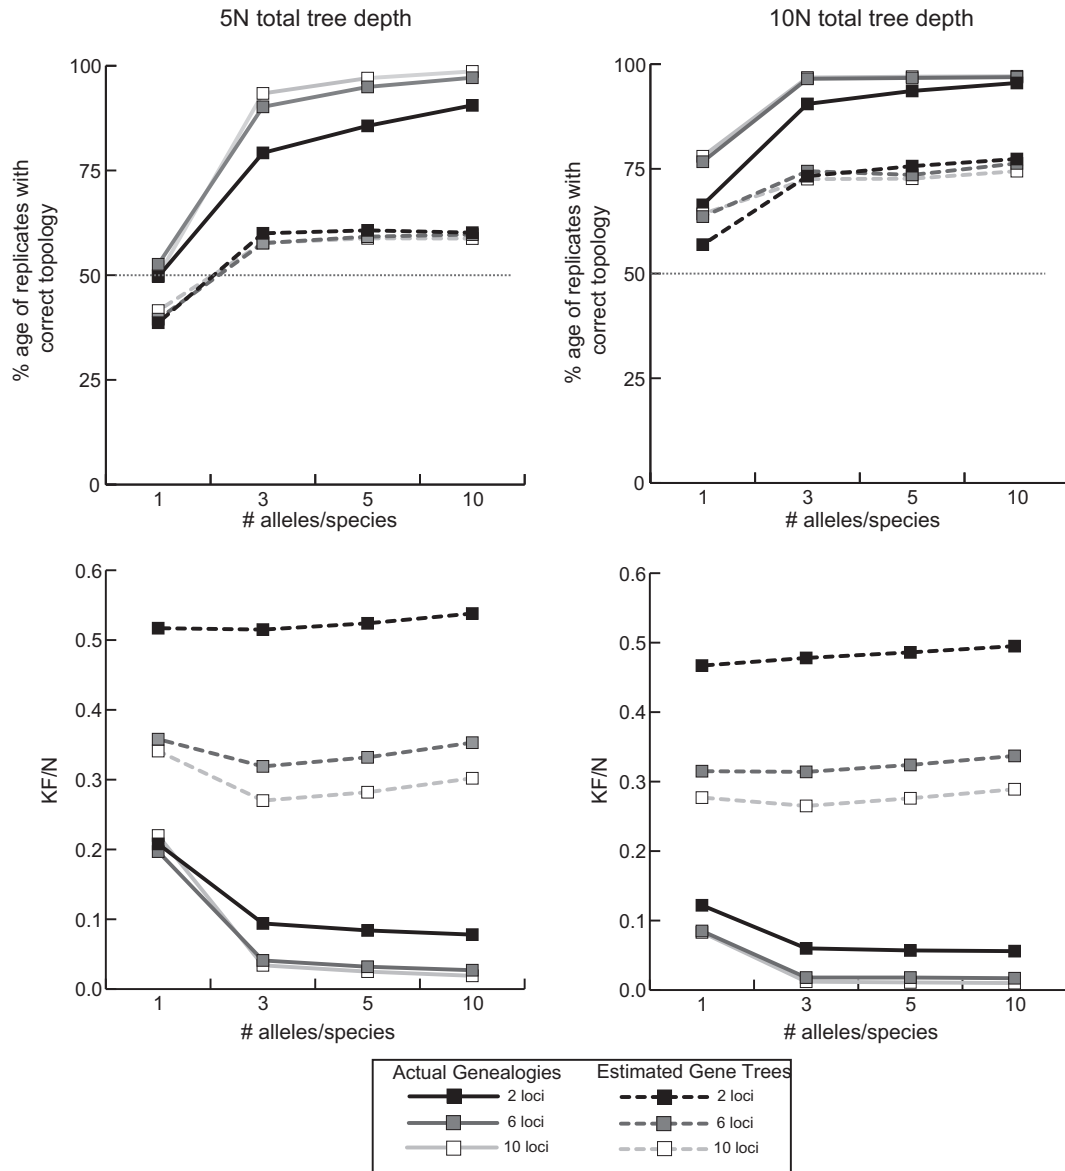 5N total tree depth
10N total tree depth
% age of replicates with
correct topology
100
75
50
25
0
1 3 5 10
# alleles/species
% age of replicates with
correct topology
100
75
50
25
0
1 3 5 10
# alleles/species
KF/N
0.6
0.5
0.4
0.3
0.2
0.1
0.0
1 3 5 10
# alleles/species
KF/N
0.6
0.5
0.4
0.3
0.2
0.1
0.0
1 3 5 10
# alleles/species
Actual Genealogies Estimated Gene Trees
2 loci 2 loci
6 loci 6 loci
10 loci 10 loci